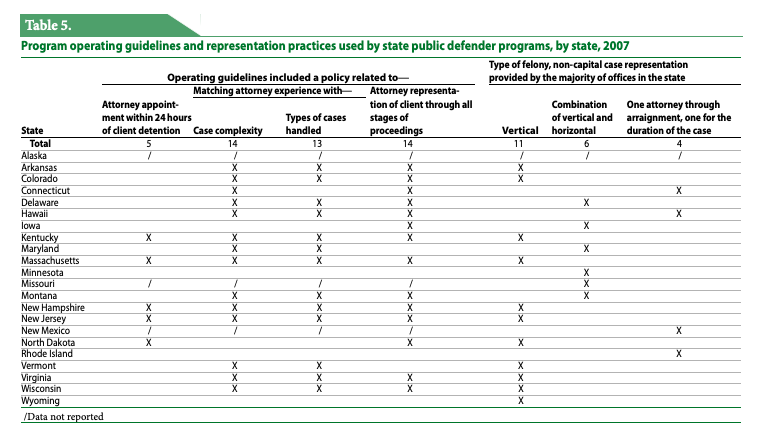 Table 5.
Program operating guidelines and representation practices used by state public defender programs, by state, 2007
Type of felony, non-capital case representation
Operating guidelines included a policy related to— provided by the majority of offices in the state
Matching attorney experience with— Attorney representa-
Attorney appoint- tion of client through all Combination One attorney through
ment within 24 hours Types of cases stages of of vertical and arraignment, one for the
State of client detention Case complexity handled proceedings Vertical horizontal duration of the case
Total 5 14 13 14 11 6 4
Alaska / / / / / / /
Arkansas X X X X
Colorado X X X X
Connecticut X X X
Delaware X X X X
Hawaii X X X X
Iowa X X
Kentucky X X X X X
Maryland X X X
Massachusetts X X X X X
Minnesota X
Missouri / / / / X
Montana X X X X
New Hampshire X X X X X
New Jersey X X X X X
New Mexico / / / / X
North Dakota X X X
Rhode Island X
Vermont X X X
Virginia X X X X
Wisconsin X X X X
Wyoming X
/Data not reported